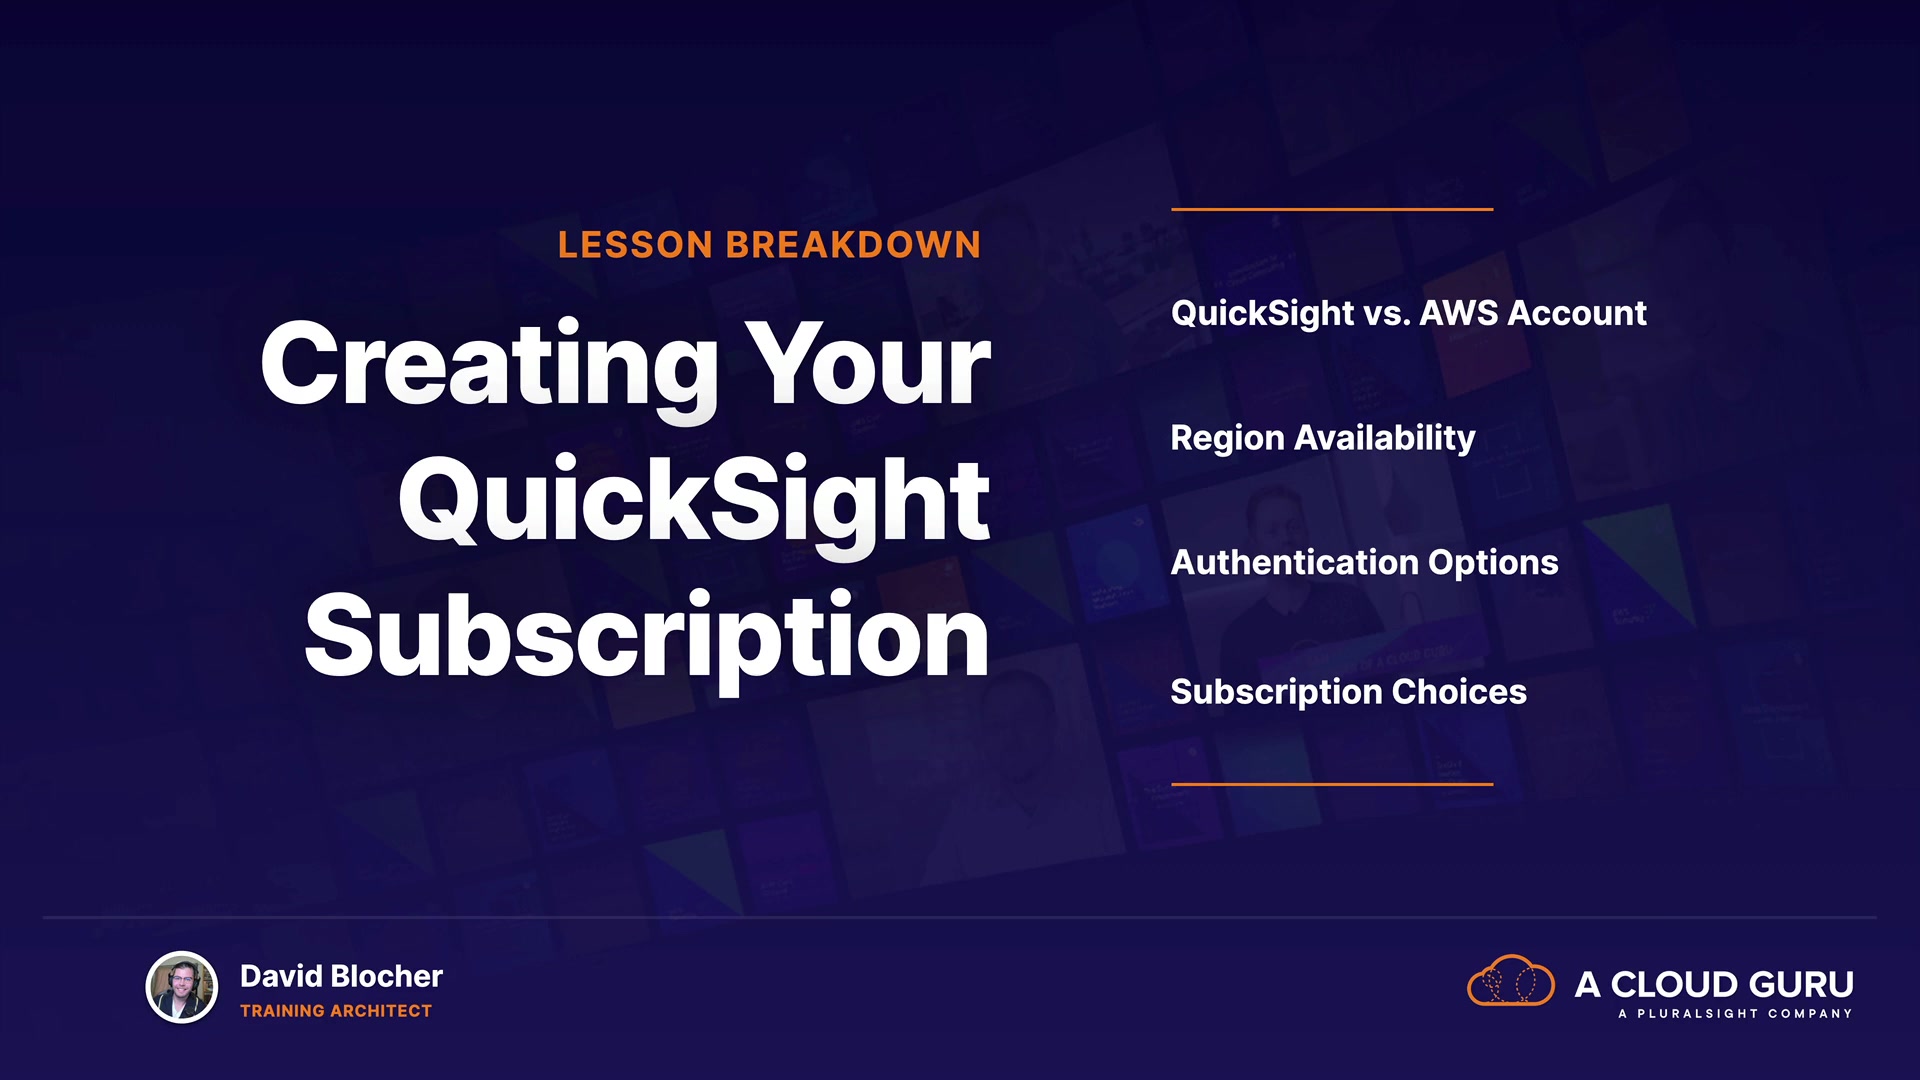 LESSON BREAKDOWN
Creating Your
QuickSight
Subscription
QuickSight vs. AWS Account
Region Availability
Authentication Options
Subscription Choices
David Blocher
TRAINING ARCHITECT
A CLOUD GURU
A PLURALSIGHT COMPANY